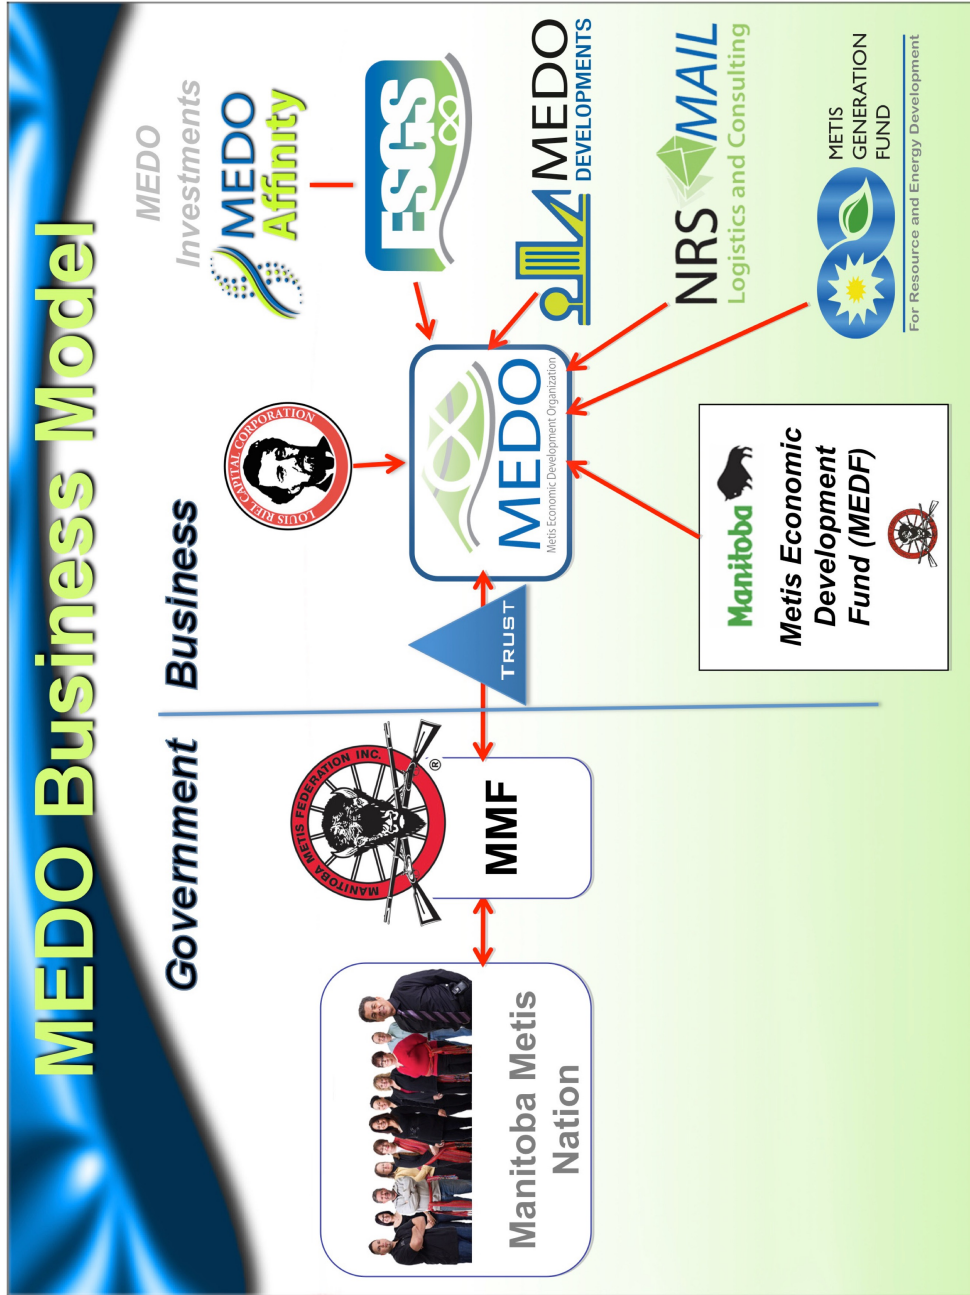 MEDO Business Model
Government
Business
MEDO
Investments
MANITOBA METIS FEDERATION INC.
®
MMF
Manitoba Metis
Nation
TRUST
LOUIS RIEL CAPITAL CORPORATION
MEDO
Metis Economic Development Organization
MEDO
Affinity
ESGS
MEDO
DEVELOPMENTS
NRS MAIL
Logistics and Consulting
METIS
GENERATION
FUND
For Resource and Energy Development
Manitoba
Metis Economic
Development
Fund (MEDF)